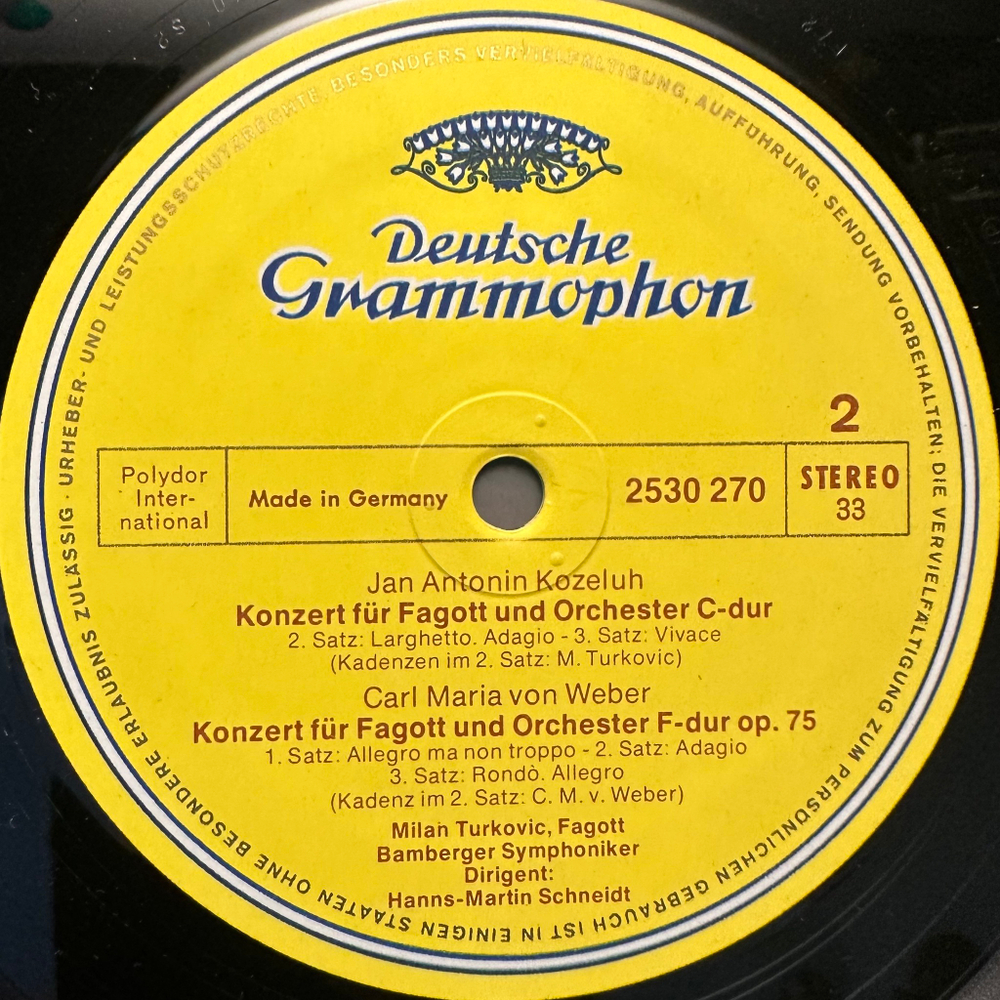 URHEBER- UND LEISTUNGSSCHUTZRECHTE, BESONDERS VERVIELFÄLTIGUNG, AUFFÜHRUNG, SENDUNG VORBEHALTEN; DIE VERVIELFÄLTIGUNG ZUM PERSÖNLICHEN GEBRAUCH IST IN EINIGEN STAATEN OHNE BESONDERE ERLAUBNIS ZULÄSSIG ·
Deutsche
Grammophon
2
Polydor
Inter-
national
Made in Germany
2530 270
STEREO
33
Jan Antonin Kozeluh
Konzert für Fagott und Orchester C-dur
2. Satz: Larghetto. Adagio - 3. Satz: Vivace
(Kadenzen im 2. Satz: M. Turkovic)
Carl Maria von Weber
Konzert für Fagott und Orchester F-dur op. 75
1. Satz: Allegro ma non troppo - 2. Satz: Adagio
3. Satz: Rondò. Allegro
(Kadenz im 2. Satz: C. M. v. Weber)
Milan Turkovic, Fagott
Bamberger Symphoniker
Dirigent:
Hanns-Martin Schneidt